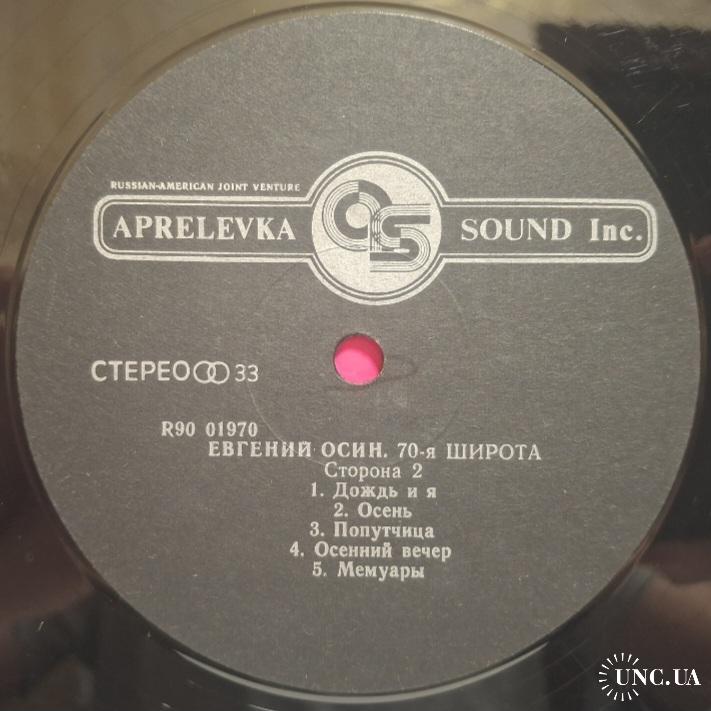 RUSSIAN-AMERICAN JOINT VENTURE
APRELEVKA SOUND Inc.
СТЕРЕО 33
R90 01970
ЕВГЕНИЙ ОСИН. 70-я ШИРОТА
Сторона 2
1. Дождь и я
2. Осень
3. Попутчица
4. Осенний вечер
5. Мемуары
UNC.UA